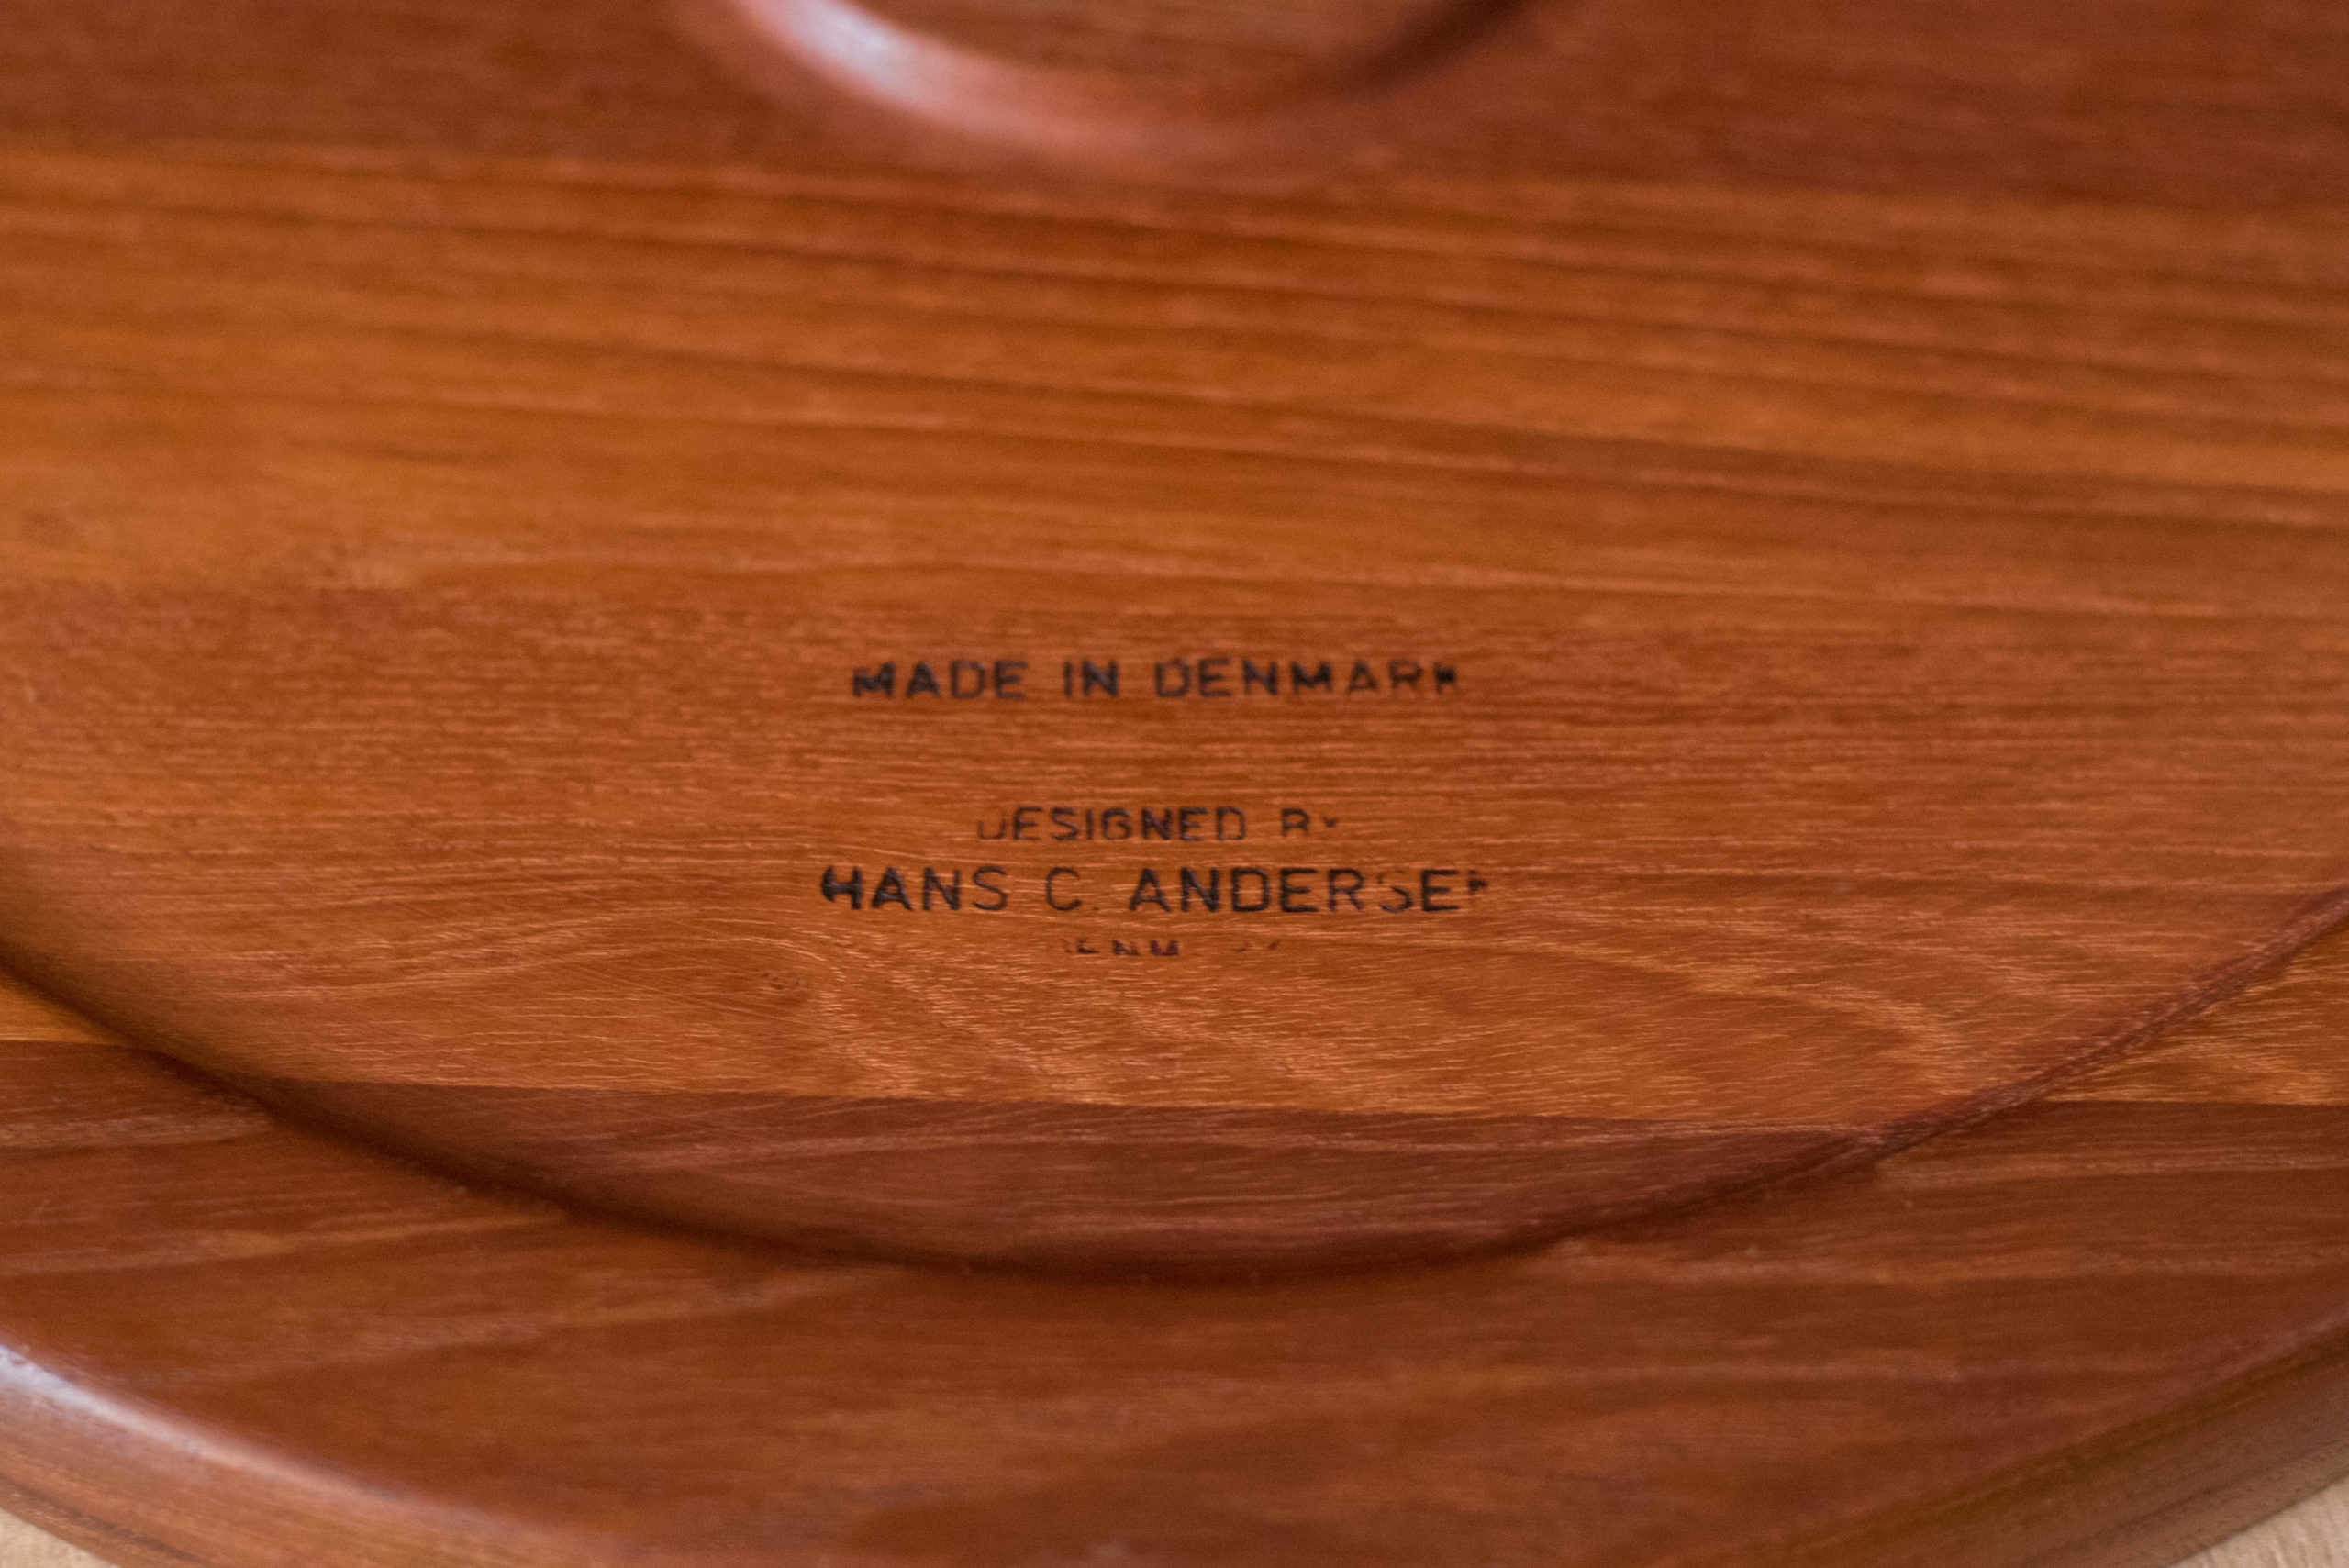 MADE IN DENMARK
DESIGNED BY
HANS C. ANDERSEN